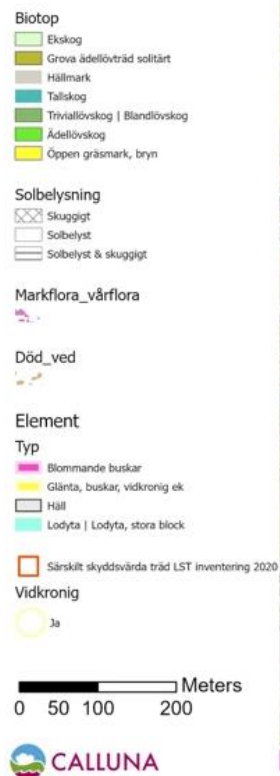 Biotop
Ekskog
Grova ädellövträd solitärt
Hällmark
Tallskog
Triviallövskog | Blandlövskog
Ädellövskog
Öppen gräsmark, bryn
Solbelysning
Skuggigt
Solbelyst
Solbelyst & skuggigt
Markflora_vårflora
Död_ved
Element
Typ
Blommande buskar
Glänta, buskar, vidkronig ek
Häll
Lodyta | Lodyta, stora block
Särskilt skyddsvärda träd LST inventering 2020
Vidkronig
Ja
Meters
0 50 100 200
CALLUNA